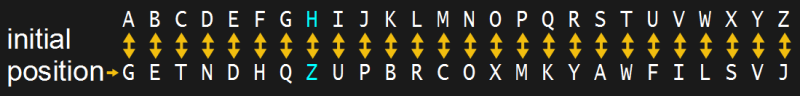 A B C D E F G H I J K L M N O P Q R S T U V W X Y Z
initial
position G E T N D H Q Z U P B R C O X M K Y A W F I L S V J